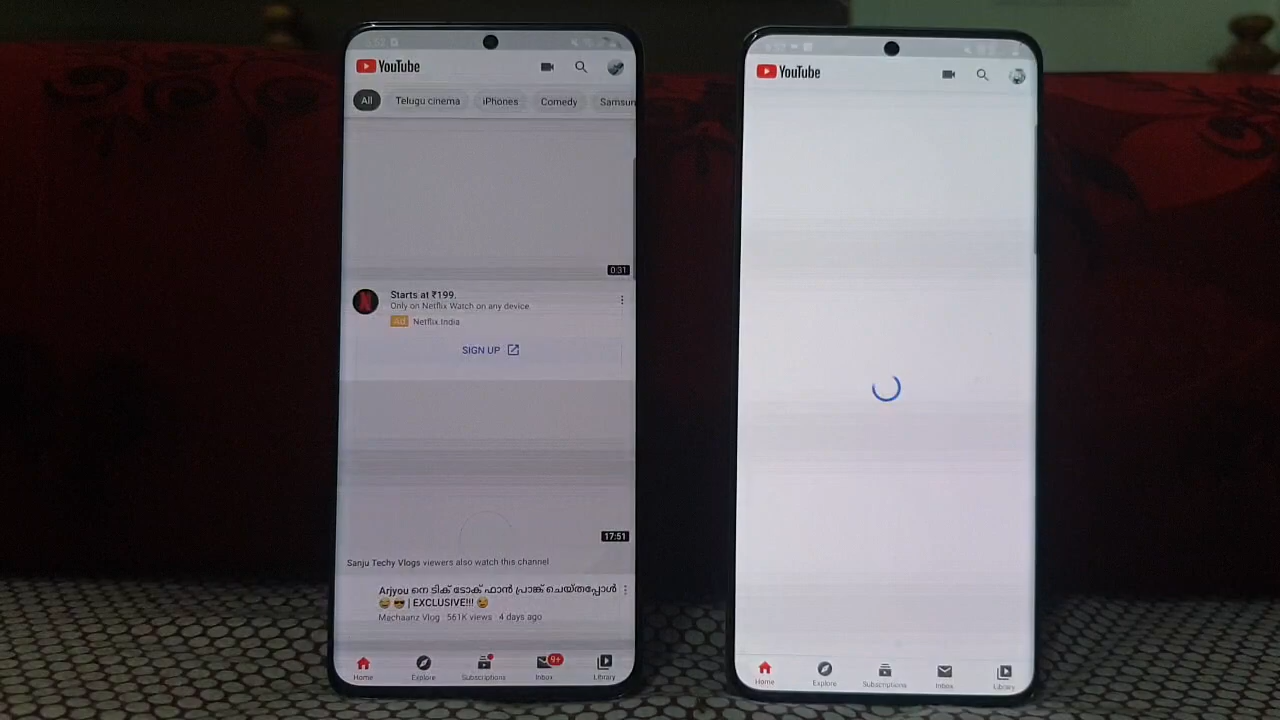 YouTube
All Telugu cinema iPhones Comedy Samsun
0:31
Starts at ₹199.
Only on Netflix Watch on any device.
Ad Netflix India
SIGN UP
17:51
Sanju Techy Vlogs viewers also watch this channel
Arjyou നെ ടിക് ടോക് ഫാൻ പ്രാങ്ക് ചെയ്തപ്പോൾ
😂 😎 | EXCLUSIVE!!! 😉
Machaanz Vlog · 561K views · 4 days ago
9+
Home Explore Subscriptions Inbox Library
YouTube
Home Explore Subscriptions Inbox Library